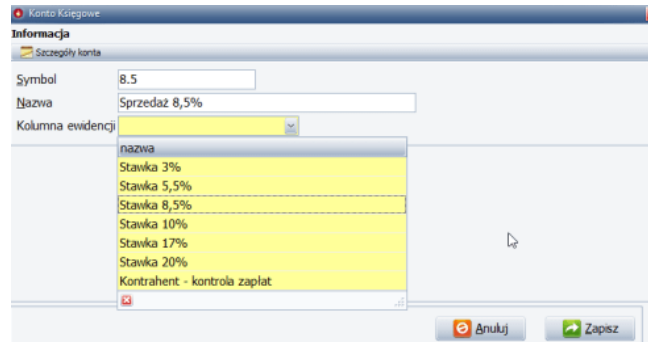 Konto Księgowe
Informacja
Szczegóły konta
Symbol 8.5
Nazwa Sprzedaż 8,5%
Kolumna ewidencji
nazwa
Stawka 3%
Stawka 5,5%
Stawka 8,5%
Stawka 10%
Stawka 17%
Stawka 20%
Kontrahent - kontrola zapłat
Anuluj Zapisz